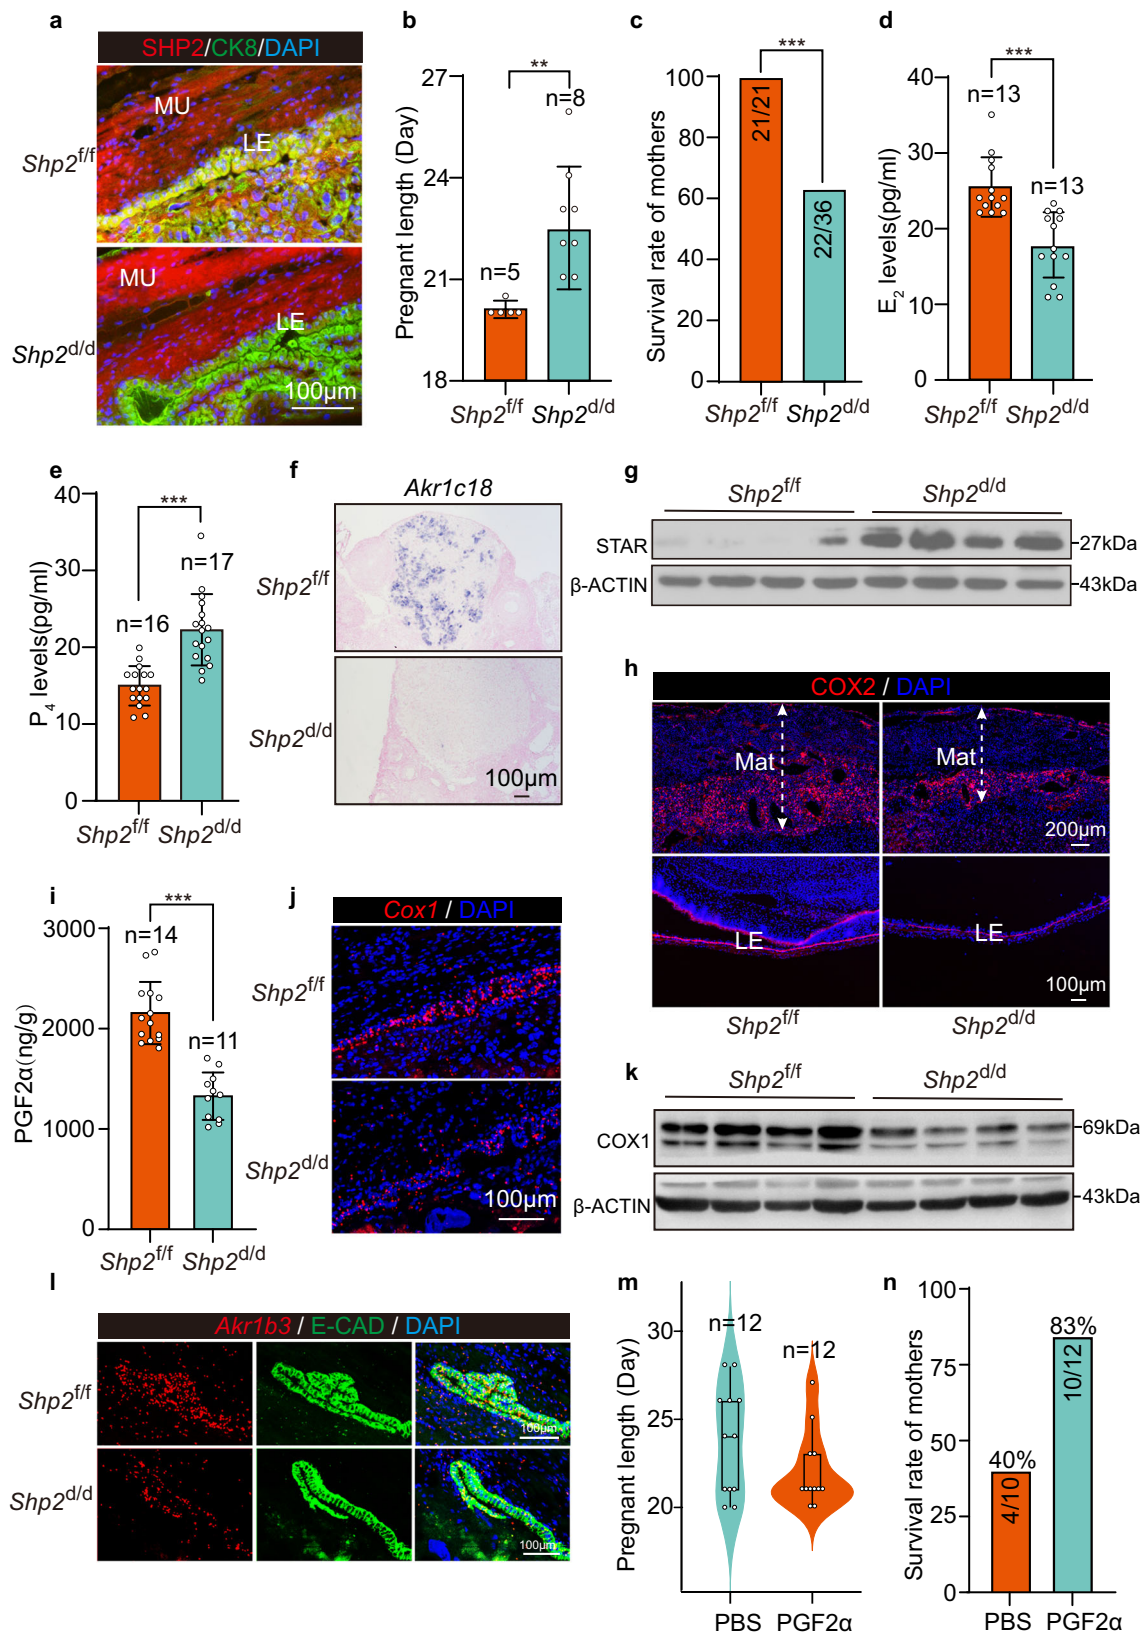 a
SHP2/CK8/DAPI
MU
LE
Shp2f/f
MU
LE
Shp2d/d
100μm
b
**
27
24
21
18
Pregnant length (Day)
n=5
n=8
Shp2f/f Shp2d/d
c
***
100
80
60
40
20
0
Survival rate of mothers
21/21
22/36
Shp2f/f Shp2d/d
d
***
40
30
20
10
0
E2 levels(pg/ml)
n=13
n=13
Shp2f/f Shp2d/d
e
***
40
30
20
10
0
P4 levels(pg/ml)
n=16
n=17
Shp2f/f Shp2d/d
f
Akr1c18
Shp2f/f
Shp2d/d
100μm
g
Shp2f/f Shp2d/d
STAR
27kDa
β-ACTIN
43kDa
h
COX2 / DAPI
Mat
Mat
200μm
LE
LE
100μm
Shp2f/f Shp2d/d
i
***
3000
2000
1000
0
PGF2α(ng/g)
n=14
n=11
Shp2f/f Shp2d/d
j
Cox1 / DAPI
Shp2f/f
Shp2d/d
100μm
k
Shp2f/f Shp2d/d
COX1
69kDa
β-ACTIN
43kDa
l
Akr1b3 / E-CAD / DAPI
Shp2f/f
100μm
Shp2d/d
100μm
m
30
25
20
Pregnant length (Day)
n=12
n=12
PBS PGF2α
n
100
75
50
25
0
Survival rate of mothers
40%
4/10
83%
10/12
PBS PGF2α